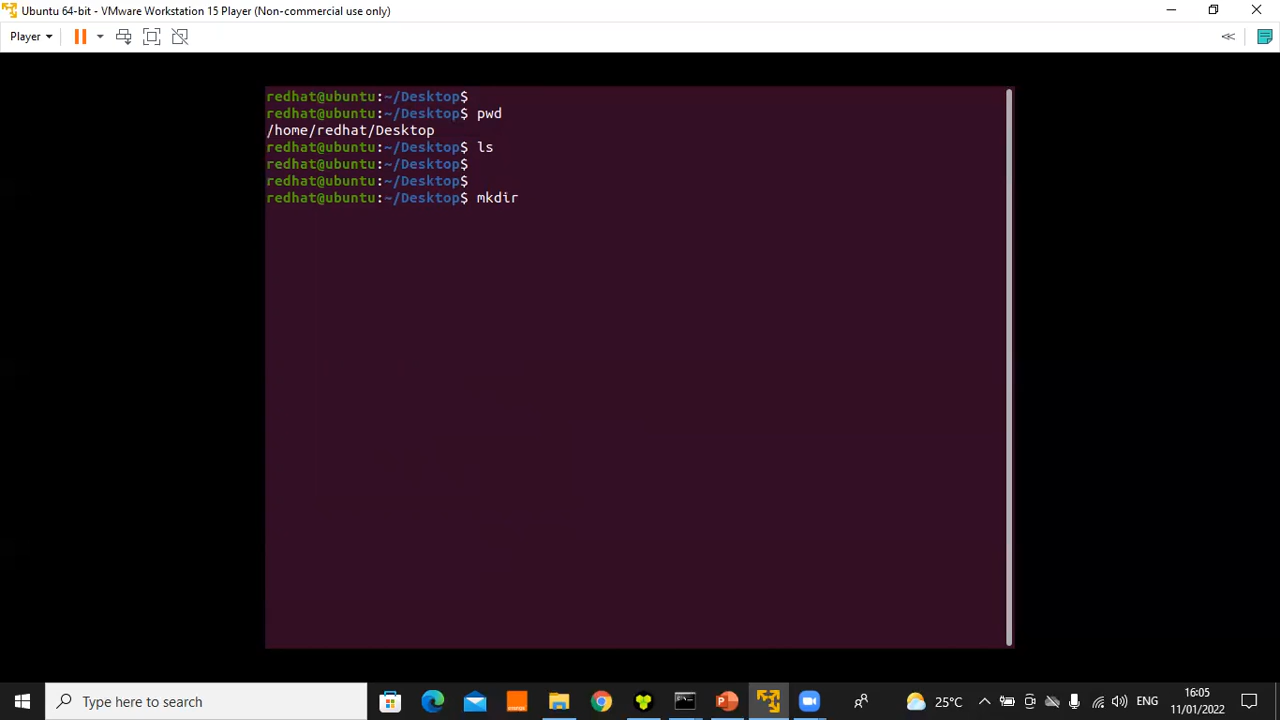 Ubuntu 64-bit - VMware Workstation 15 Player (Non-commercial use only)
Player
redhat@ubuntu:~/Desktop$
redhat@ubuntu:~/Desktop$ pwd
/home/redhat/Desktop
redhat@ubuntu:~/Desktop$ ls
redhat@ubuntu:~/Desktop$
redhat@ubuntu:~/Desktop$
redhat@ubuntu:~/Desktop$ mkdir
Type here to search
25°C
ENG
16:05
11/01/2022